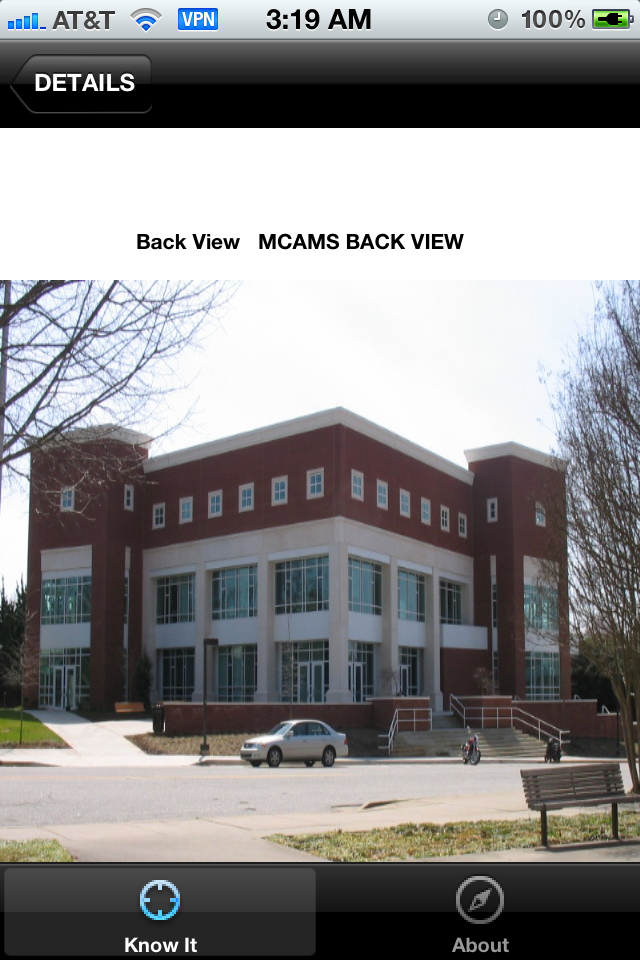 AT&T VPN 3:19 AM 100%
DETAILS
Back View MCAMS BACK VIEW
Know It About